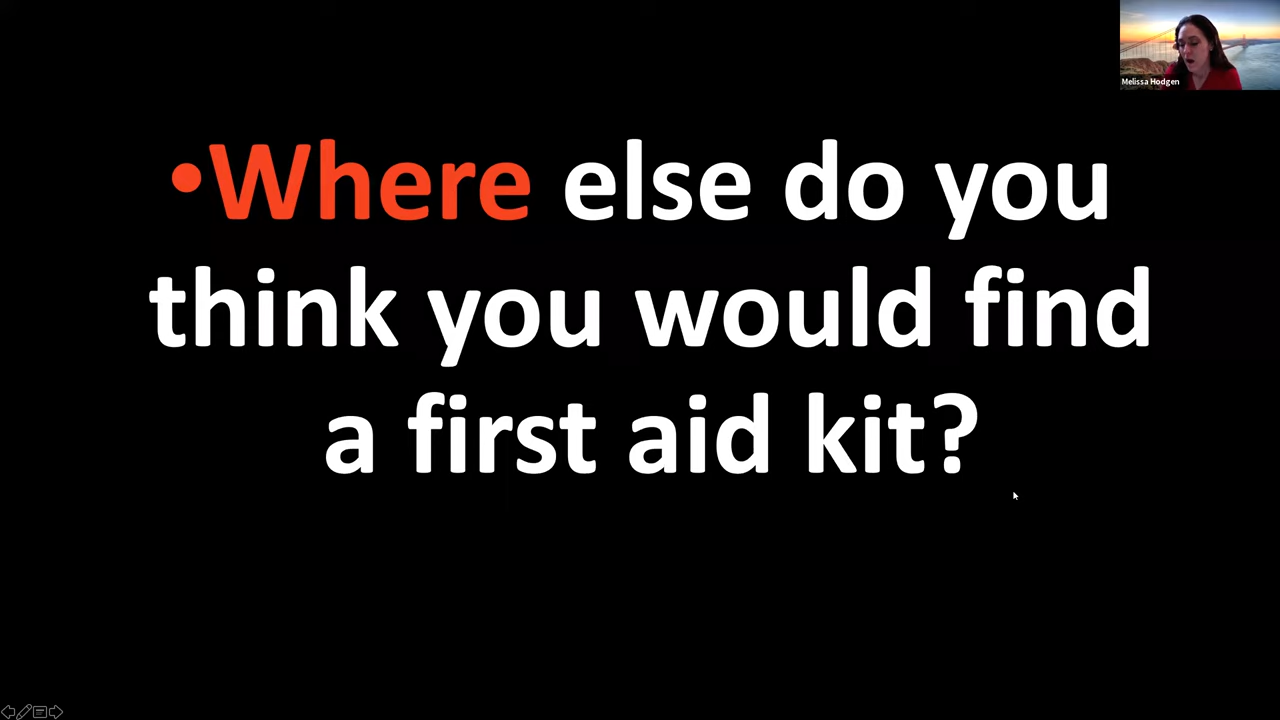 Melissa Hodgen
•Where else do you
think you would find
a first aid kit?